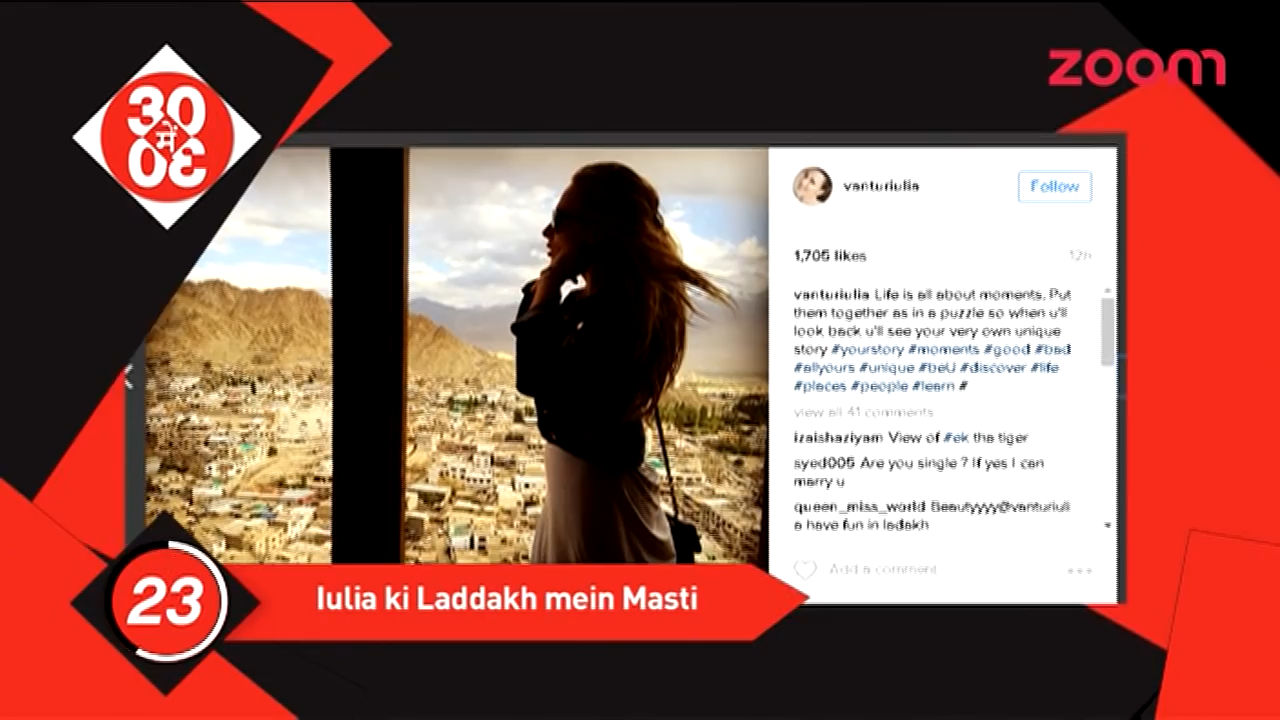 30
में
30
zoom
vanturiulia
Follow
1,705 likes
12h
vanturiulia Life is all about moments. Put
them together as in a puzzle so when u'll
look back u'll see your very own unique
story #yourstory #moments #good #bad
#allyours #unique #beU #discover #life
#places #people #learn #
view all 41 comments
izaishaziyam View of #ek tha tiger
syed005 Are you single ? If yes I can
marry u
queen_miss_world Beautyyyy@vanturiuli
a have fun in ladakh
Add a comment
23
Iulia ki Laddakh mein Masti